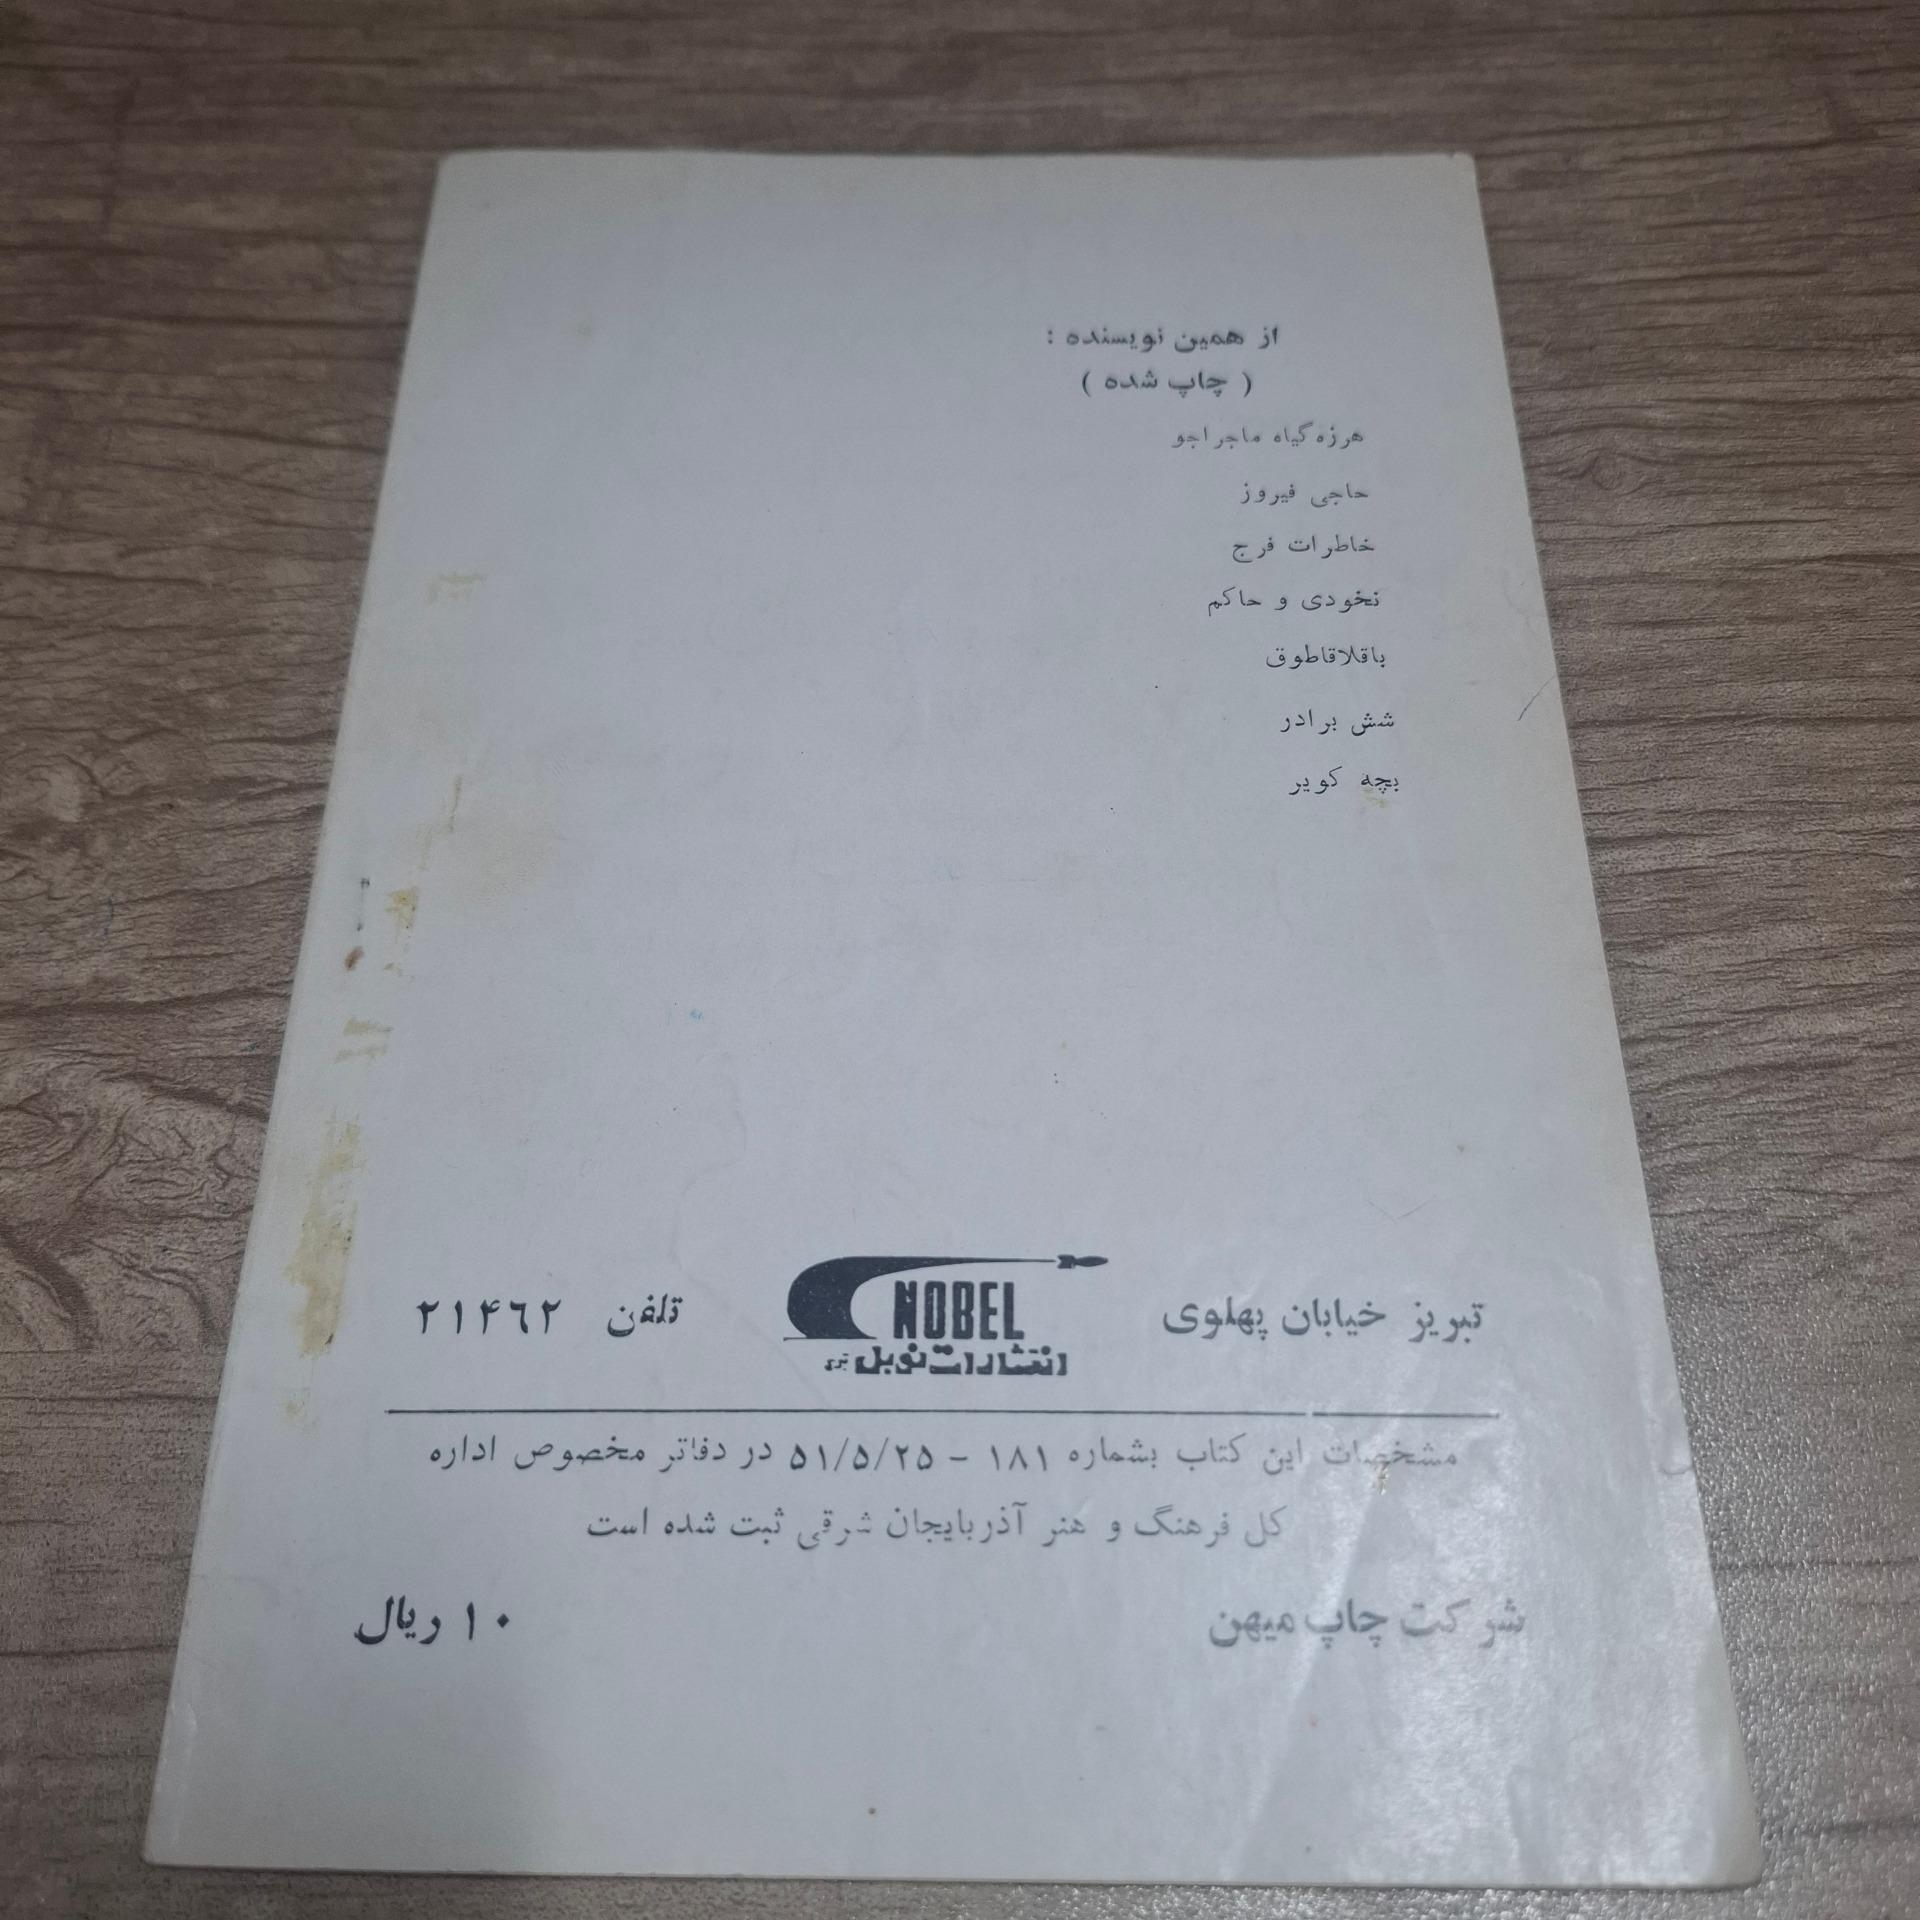 از همین نویسنده :
( چاپ شده )
هرزه گیاه ماجراجو
حاجی فیروز
خاطرات فرج
نخودی و حاکم
باقلاقاطوق
شش برادر
بچه کویر
تبریز خیابان پهلوی
NOBEL
انتشارات نوبل
تلفن ۲۱۴۶۲
مشخصات این کتاب بشماره ۱۸۱ - ۵۱/۵/۲۵ در دفاتر مخصوص اداره
کل فرهنگ و هنر آذربایجان شرقی ثبت شده است
شرکت چاپ میهن
۱۰ ریال